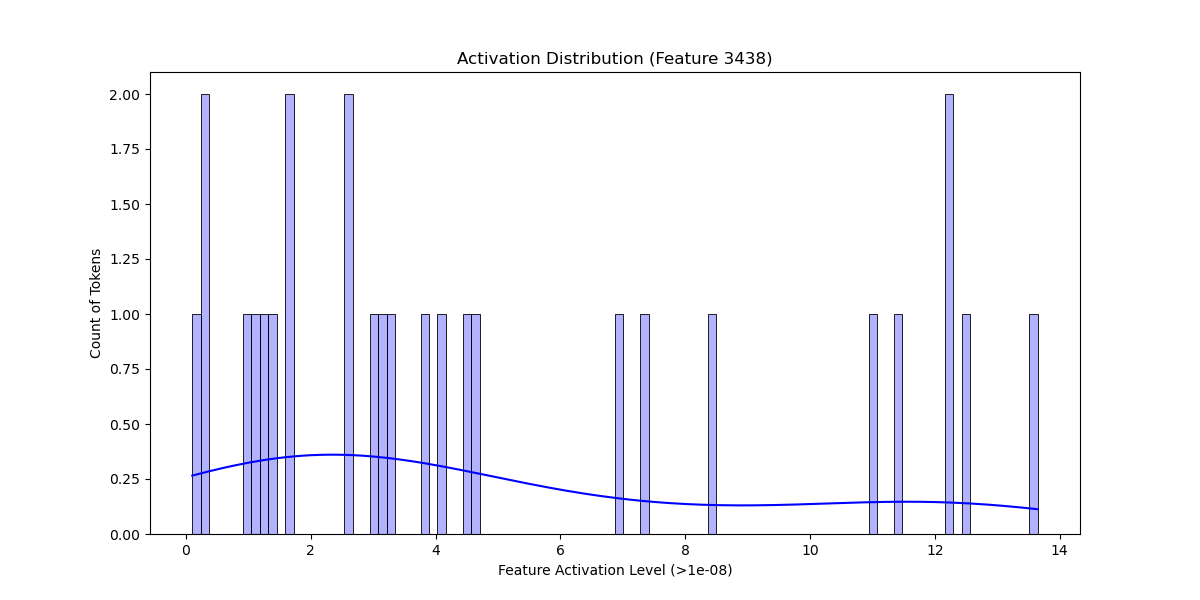 Activation Distribution (Feature 3438)
2.00
1.75
1.50
1.25
1.00
0.75
0.50
0.25
0.00
Count of Tokens
0 2 4 6 8 10 12 14
Feature Activation Level (>1e-08)